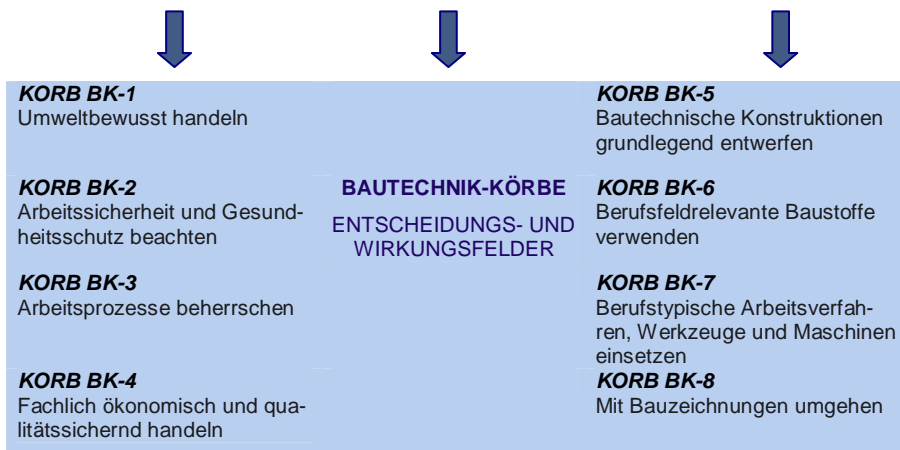 KORB BK-1
Umweltbewusst handeln
KORB BK-2
Arbeitssicherheit und Gesund-
heitsschutz beachten
KORB BK-3
Arbeitsprozesse beherrschen
KORB BK-4
Fachlich ökonomisch und qua-
litätssichernd handeln
BAUTECHNIK-KÖRBE
ENTSCHEIDUNGS- UND
WIRKUNGSFELDER
KORB BK-5
Bautechnische Konstruktionen
grundlegend entwerfen
KORB BK-6
Berufsfeldrelevante Baustoffe
verwenden
KORB BK-7
Berufstypische Arbeitsverfah-
ren, Werkzeuge und Maschinen
einsetzen
KORB BK-8
Mit Bauzeichnungen umgehen